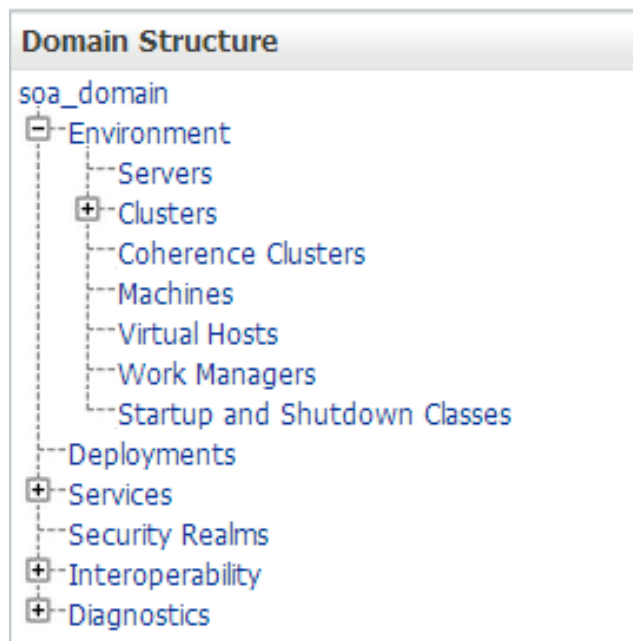 Domain Structure
soa_domain
Environment
Servers
Clusters
Coherence Clusters
Machines
Virtual Hosts
Work Managers
Startup and Shutdown Classes
Deployments
Services
Security Realms
Interoperability
Diagnostics